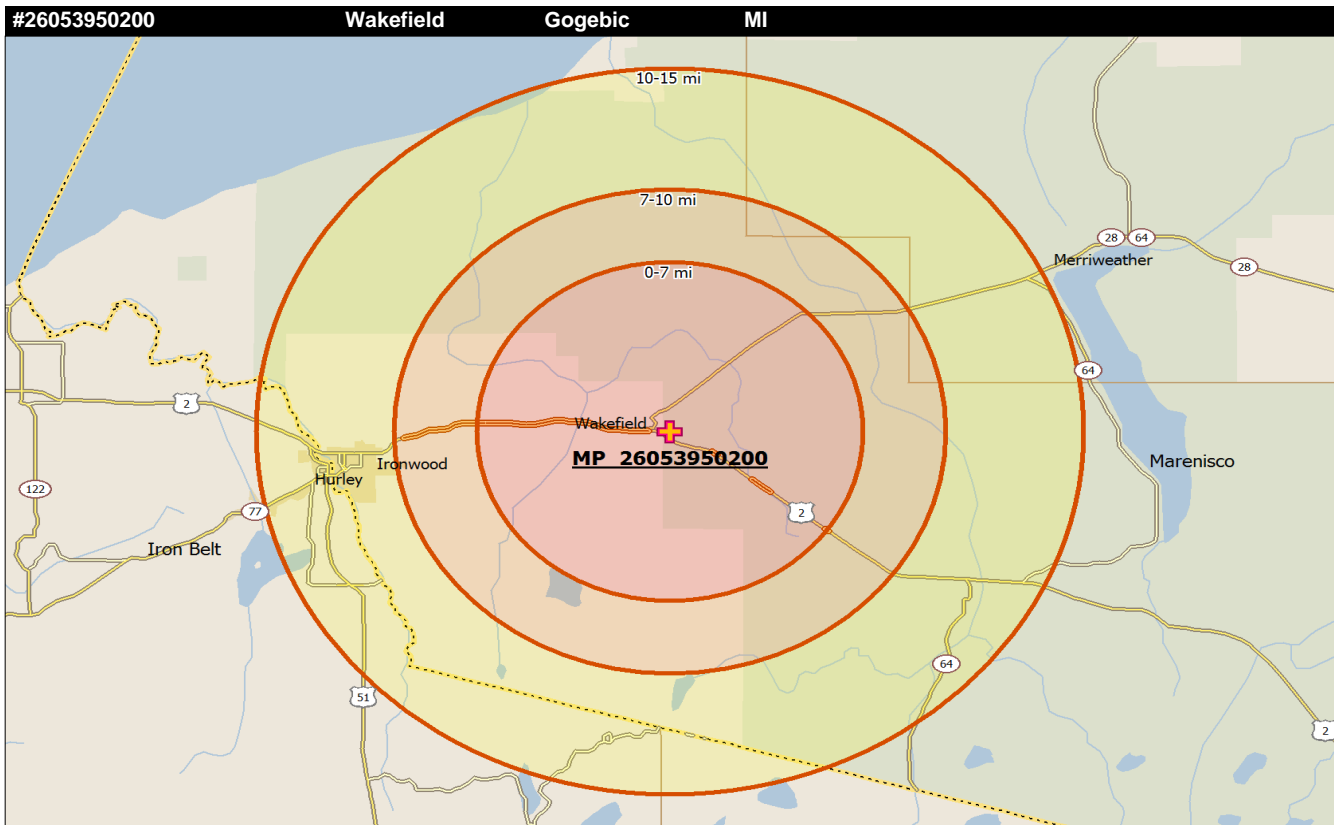 #26053950200 Wakefield Gogebic MI
10-15 mi
7-10 mi
28 64
Merriweather
28
0-7 mi
64
2
Wakefield
MP 26053950200
Ironwood
Hurley
Marenisco
122
77
2
Iron Belt
64
51
2